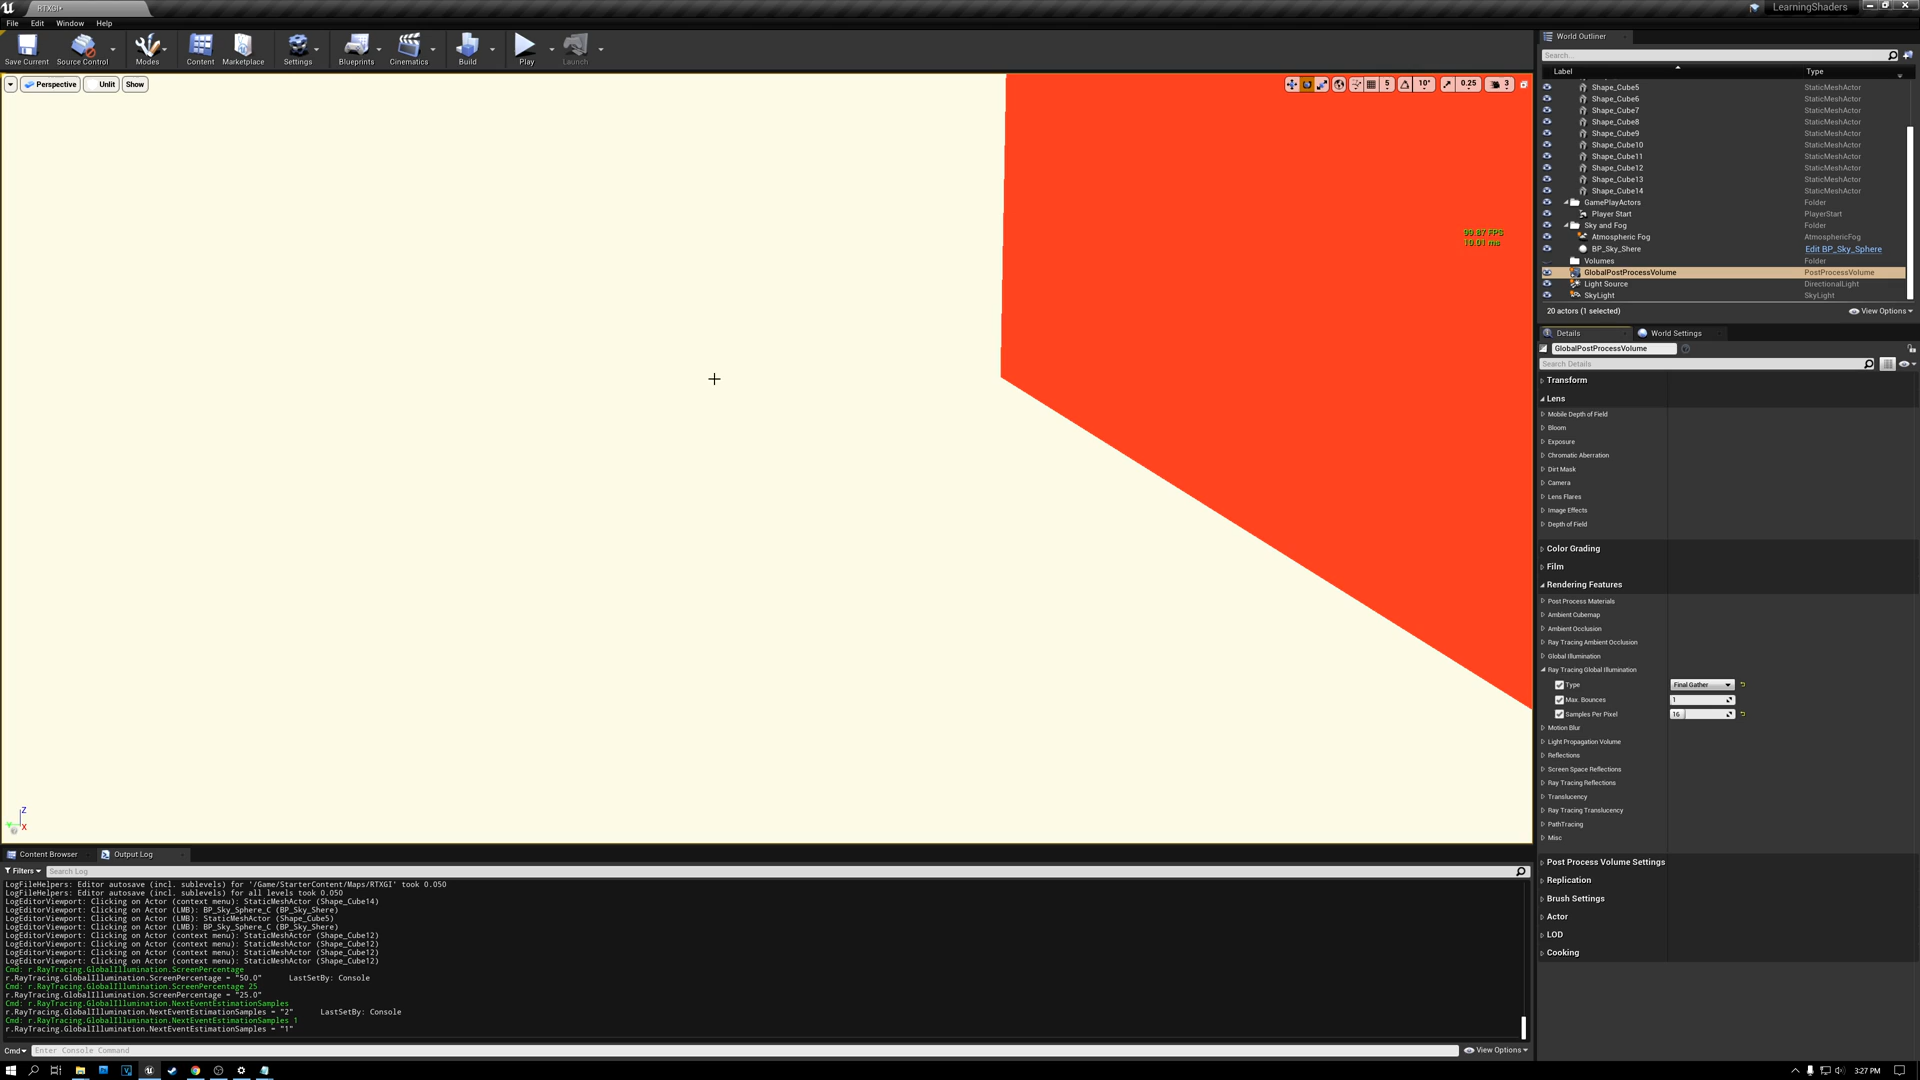 RTXGI*
LearningShaders
File Edit Window Help
Save Current Source Control Modes Content Marketplace Settings Blueprints Cinematics Build Play Launch
Perspective Unlit Show
5 10° 0.25 3
99.87 FPS
10.01 ms
World Outliner
Search...
Label Type
Shape_Cube5 StaticMeshActor
Shape_Cube6 StaticMeshActor
Shape_Cube7 StaticMeshActor
Shape_Cube8 StaticMeshActor
Shape_Cube9 StaticMeshActor
Shape_Cube10 StaticMeshActor
Shape_Cube11 StaticMeshActor
Shape_Cube12 StaticMeshActor
Shape_Cube13 StaticMeshActor
Shape_Cube14 StaticMeshActor
GamePlayActors Folder
Player Start PlayerStart
Sky and Fog Folder
Atmospheric Fog AtmosphericFog
BP_Sky_Shere Edit BP_Sky_Sphere
Volumes Folder
GlobalPostProcessVolume PostProcessVolume
Light Source DirectionalLight
SkyLight SkyLight
20 actors (1 selected) View Options
Details World Settings
GlobalPostProcessVolume
Search Details
Transform
Lens
Mobile Depth of Field
Bloom
Exposure
Chromatic Aberration
Dirt Mask
Camera
Lens Flares
Image Effects
Depth of Field
Color Grading
Film
Rendering Features
Post Process Materials
Ambient Cubemap
Ambient Occlusion
Ray Tracing Ambient Occlusion
Global Illumination
Ray Tracing Global Illumination
Type Final Gather
Max. Bounces 1
Samples Per Pixel 16
Motion Blur
Light Propagation Volume
Reflections
Screen Space Reflections
Ray Tracing Reflections
Translucency
Ray Tracing Translucency
PathTracing
Misc
Post Process Volume Settings
Replication
Brush Settings
Actor
LOD
Cooking
Z
X
Content Browser Output Log
Filters Search Log
LogFileHelpers: Editor autosave (incl. sublevels) for '/Game/StarterContent/Maps/RTXGI' took 0.050
LogFileHelpers: Editor autosave (incl. sublevels) for all levels took 0.050
LogEditorViewport: Clicking on Actor (context menu): StaticMeshActor (Shape_Cube14)
LogEditorViewport: Clicking on Actor (LMB): BP_Sky_Sphere_C (BP_Sky_Shere)
LogEditorViewport: Clicking on Actor (LMB): StaticMeshActor (Shape_Cube5)
LogEditorViewport: Clicking on Actor (LMB): BP_Sky_Sphere_C (BP_Sky_Shere)
LogEditorViewport: Clicking on Actor (context menu): StaticMeshActor (Shape_Cube12)
LogEditorViewport: Clicking on Actor (context menu): StaticMeshActor (Shape_Cube12)
LogEditorViewport: Clicking on Actor (context menu): StaticMeshActor (Shape_Cube12)
LogEditorViewport: Clicking on Actor (context menu): StaticMeshActor (Shape_Cube12)
Cmd: r.RayTracing.GlobalIllumination.ScreenPercentage
r.RayTracing.GlobalIllumination.ScreenPercentage = "50.0" LastSetBy: Console
Cmd: r.RayTracing.GlobalIllumination.ScreenPercentage 25
r.RayTracing.GlobalIllumination.ScreenPercentage = "25.0"
Cmd: r.RayTracing.GlobalIllumination.NextEventEstimationSamples
r.RayTracing.GlobalIllumination.NextEventEstimationSamples = "2" LastSetBy: Console
Cmd: r.RayTracing.GlobalIllumination.NextEventEstimationSamples 1
r.RayTracing.GlobalIllumination.NextEventEstimationSamples = "1"
Cmd Enter Console Command View Options
3:27 PM